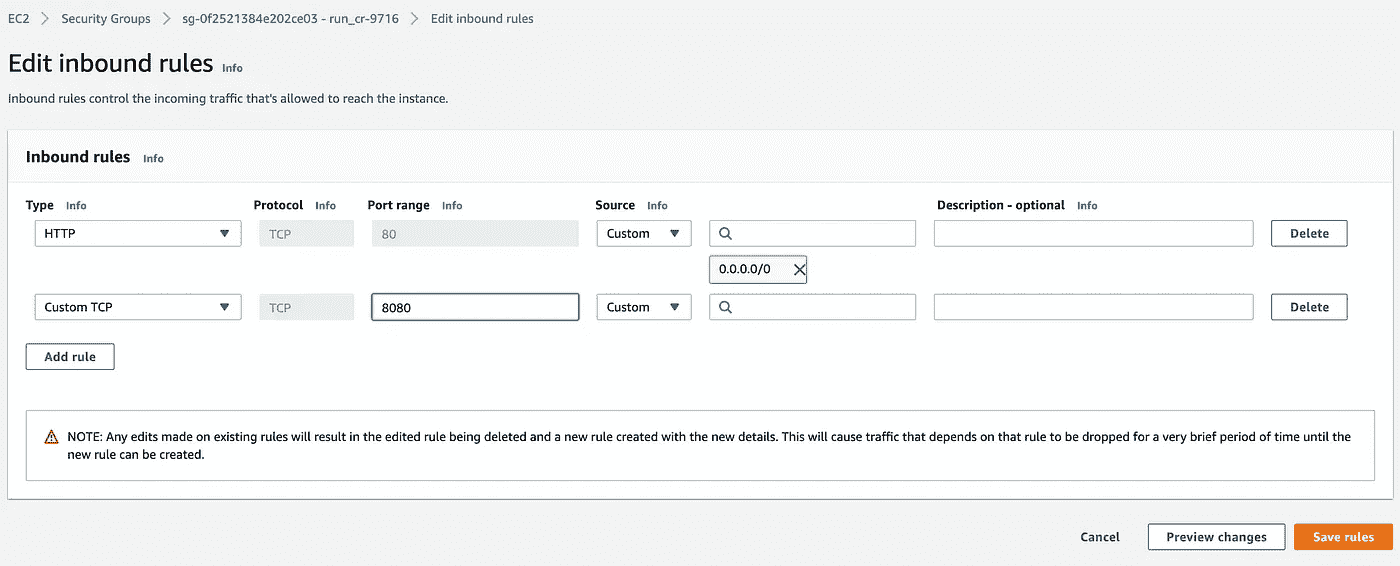 EC2 > Security Groups > sg-0f2521384e202ce03 - run_cr-9716 > Edit inbound rules
Edit inbound rules Info
Inbound rules control the incoming traffic that's allowed to reach the instance.
Inbound rules Info
Type Info Protocol Info Port range Info Source Info Description - optional Info
HTTP TCP 80 Custom Delete
0.0.0.0/0
Custom TCP TCP 8080 Custom Delete
Add rule
NOTE: Any edits made on existing rules will result in the edited rule being deleted and a new rule created with the new details. This will cause traffic that depends on that rule to be dropped for a very brief period of time until the
new rule can be created.
Cancel Preview changes Save rules